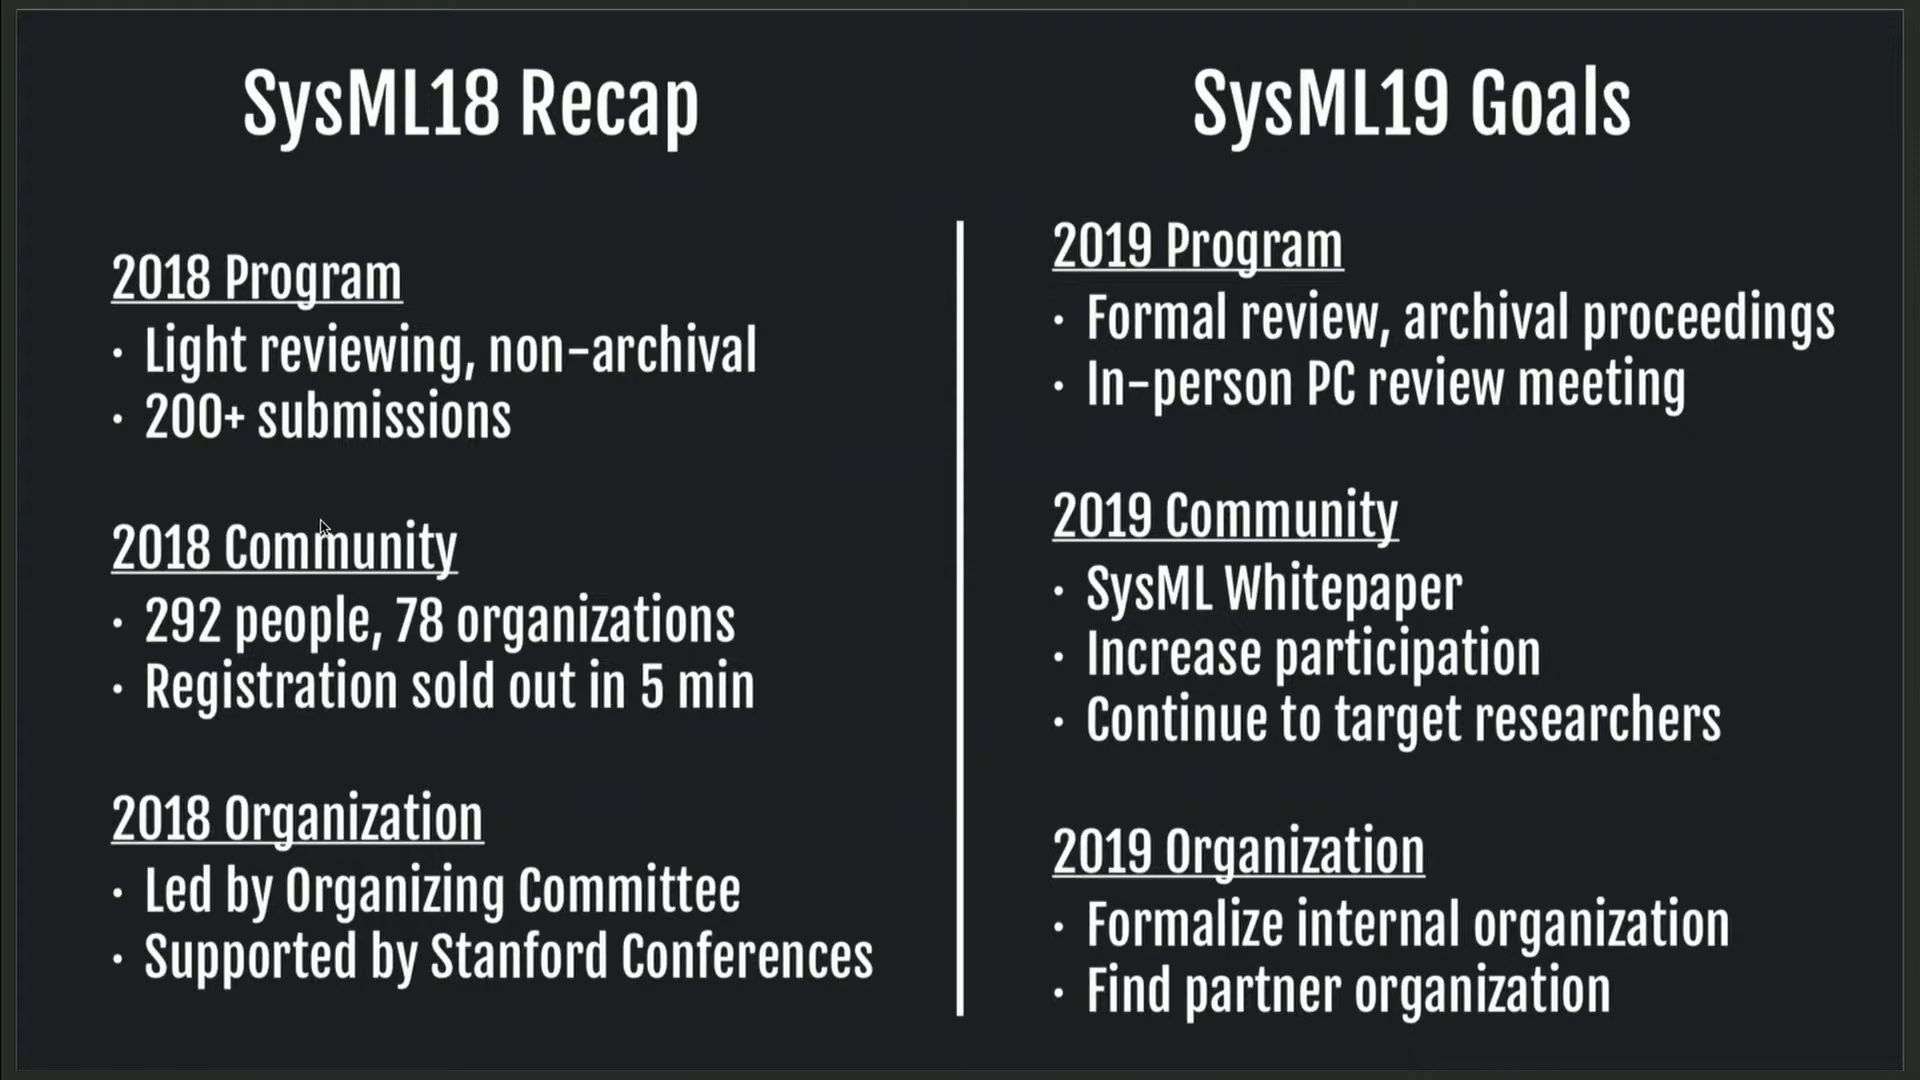 SysML18 Recap
2018 Program
• Light reviewing, non-archival
• 200+ submissions
2018 Community
• 292 people, 78 organizations
• Registration sold out in 5 min
2018 Organization
• Led by Organizing Committee
• Supported by Stanford Conferences
SysML19 Goals
2019 Program
• Formal review, archival proceedings
• In-person PC review meeting
2019 Community
• SysML Whitepaper
• Increase participation
• Continue to target researchers
2019 Organization
• Formalize internal organization
• Find partner organization